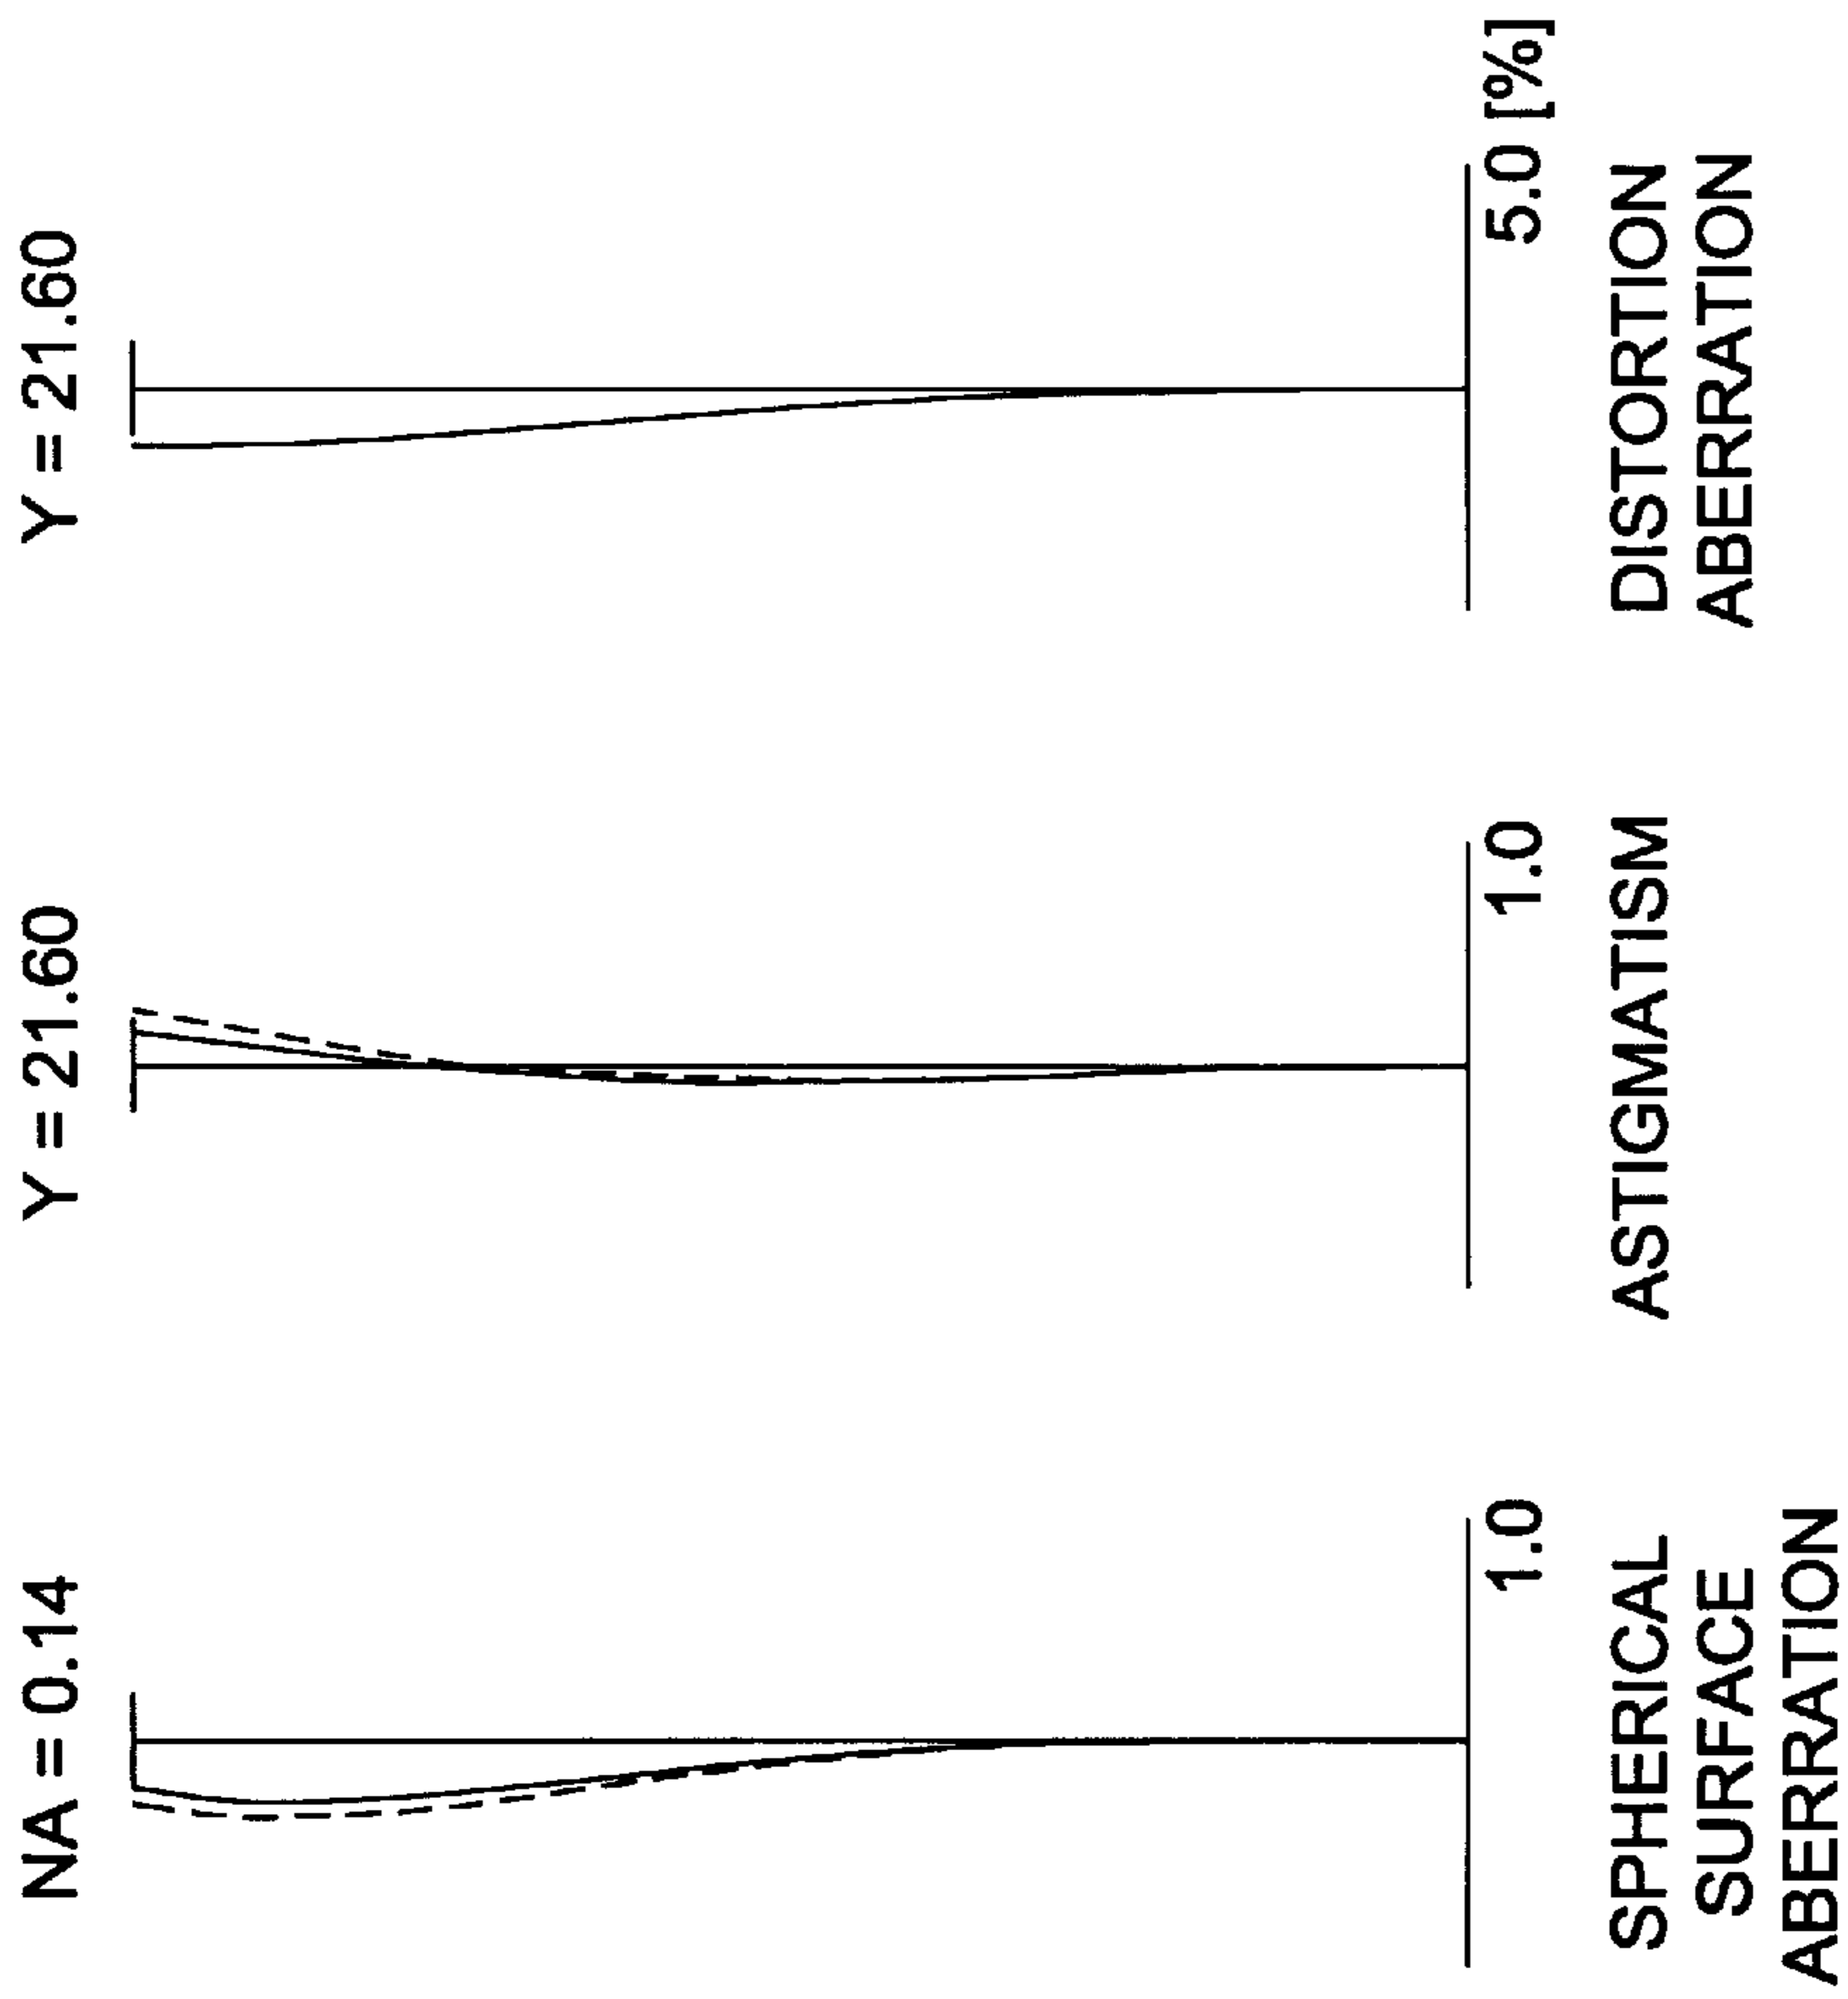 NA = 0.14
1.0
SPHERICAL
SURFACE
ABERRATION
Y = 21.60
1.0
ASTIGMATISM
Y = 21.60
5.0 [%]
DISTORTION
ABERRATION